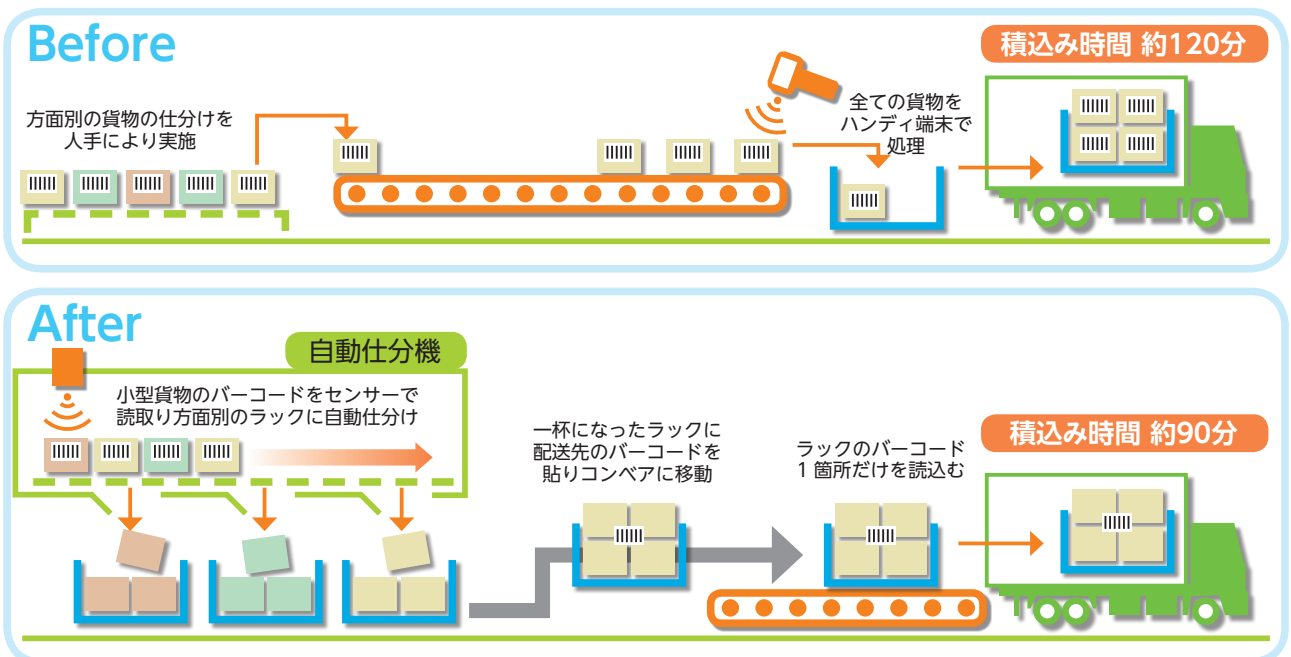 Before
積込み時間 約120分
方面別の貨物の仕分けを
人手により実施
全ての貨物を
ハンディ端末で
処理
After
自動仕分機
小型貨物のバーコードをセンサーで
読取り方面別のラックに自動仕分け
一杯になったラックに
配送先のバーコードを
貼りコンベアに移動
ラックのバーコード
1箇所だけを読込む
積込み時間 約90分